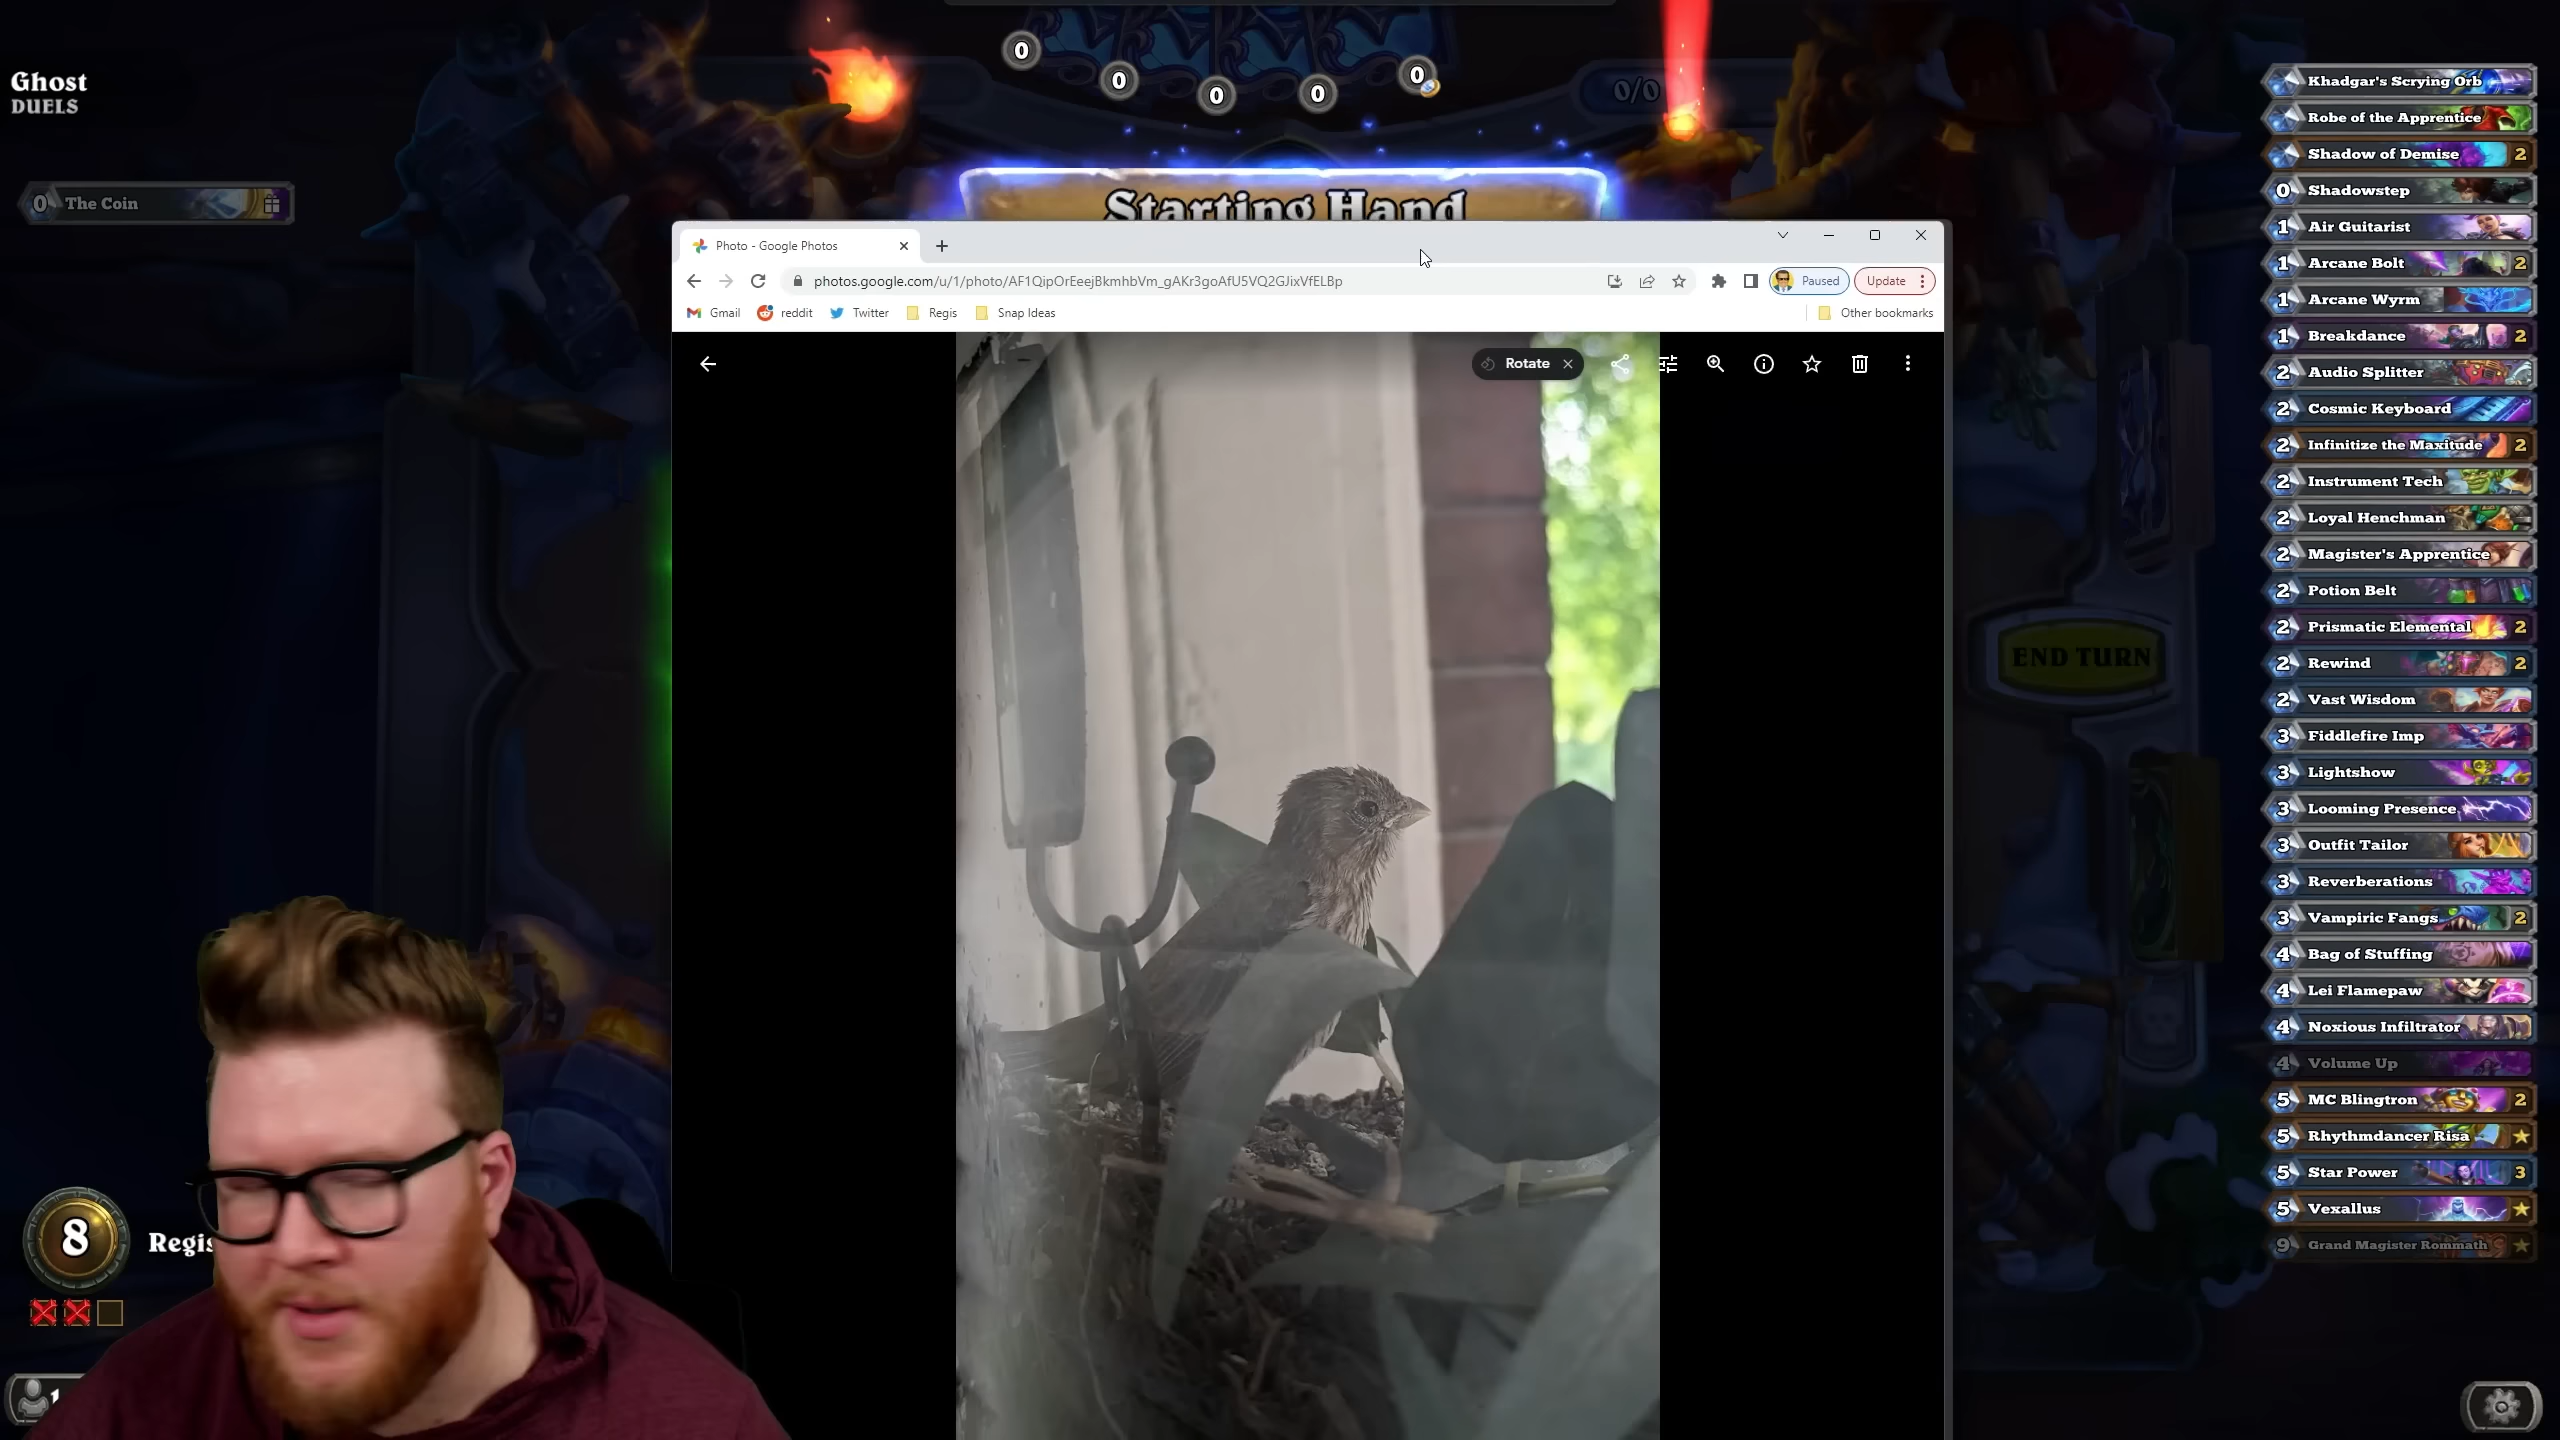 Ghost
DUELS
0 The Coin
0
0
0
0
0
0/0
Starting Hand
Photo - Google Photos
photos.google.com/u/1/photo/AF1QipOrEeejBkmhbVm_gAKr3goAfU5VQ2GJixVfELBp
Paused
Update
Gmail
reddit
Twitter
Regis
Snap Ideas
Other bookmarks
Rotate
END TURN
8
Regis
1
Khadgar's Scrying Orb
Robe of the Apprentice
Shadow of Demise 2
0 Shadowstep
1 Air Guitarist
1 Arcane Bolt 2
1 Arcane Wyrm
1 Breakdance 2
2 Audio Splitter
2 Cosmic Keyboard
2 Infinitize the Maxitude 2
2 Instrument Tech
2 Loyal Henchman
2 Magister's Apprentice
2 Potion Belt
2 Prismatic Elemental 2
2 Rewind 2
2 Vast Wisdom
3 Fiddlefire Imp
3 Lightshow
3 Looming Presence
3 Outfit Tailor
3 Reverberations
3 Vampiric Fangs 2
4 Bag of Stuffing
4 Lei Flamepaw
4 Noxious Infiltrator
4 Volume Up
5 MC Blingtron 2
5 Rhythmdancer Risa
5 Star Power 3
5 Vexallus
9 Grand Magister Rommath